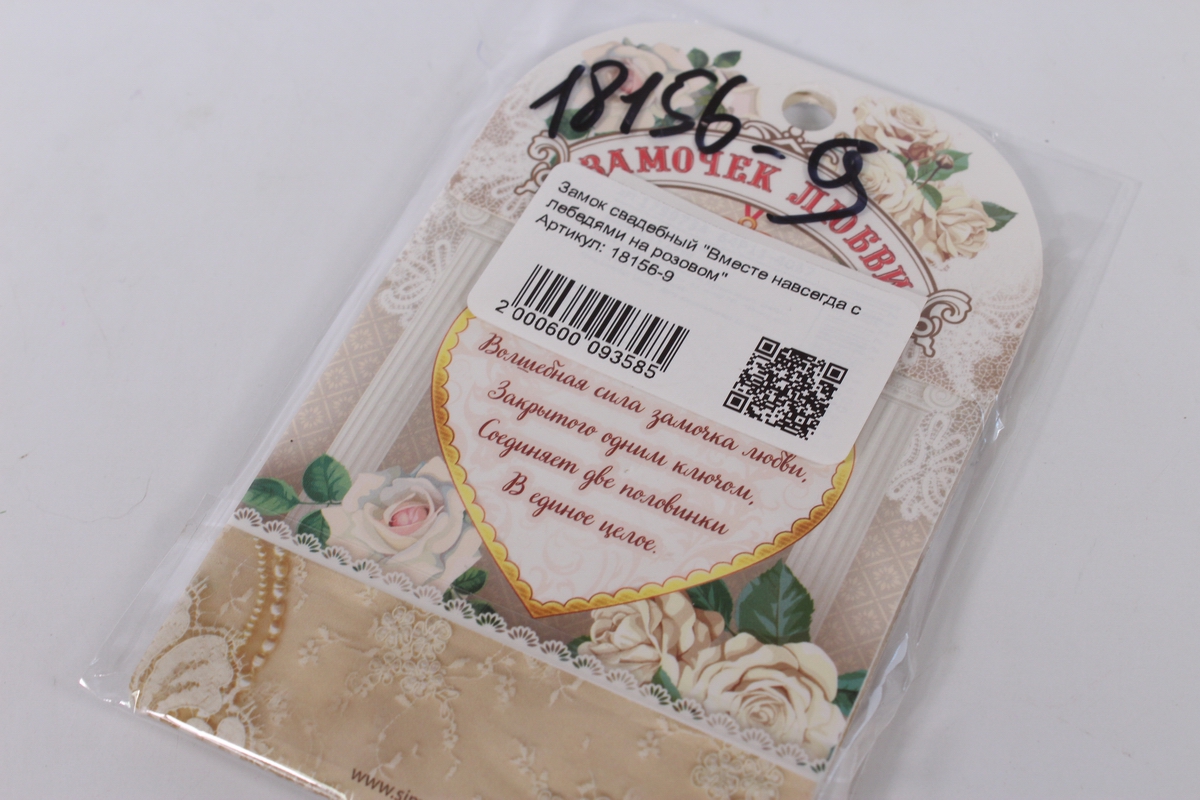 18156-9
ЗАМОЧЕК ЛЮБВИ
Замок свадебный "Вместе навсегда с
лебедями на розовом"
Артикул: 18156-9
2 000600 093585
Волшебная сила замочка любви,
Закрытого одним ключом,
Соединяет две половинки
В единое целое.